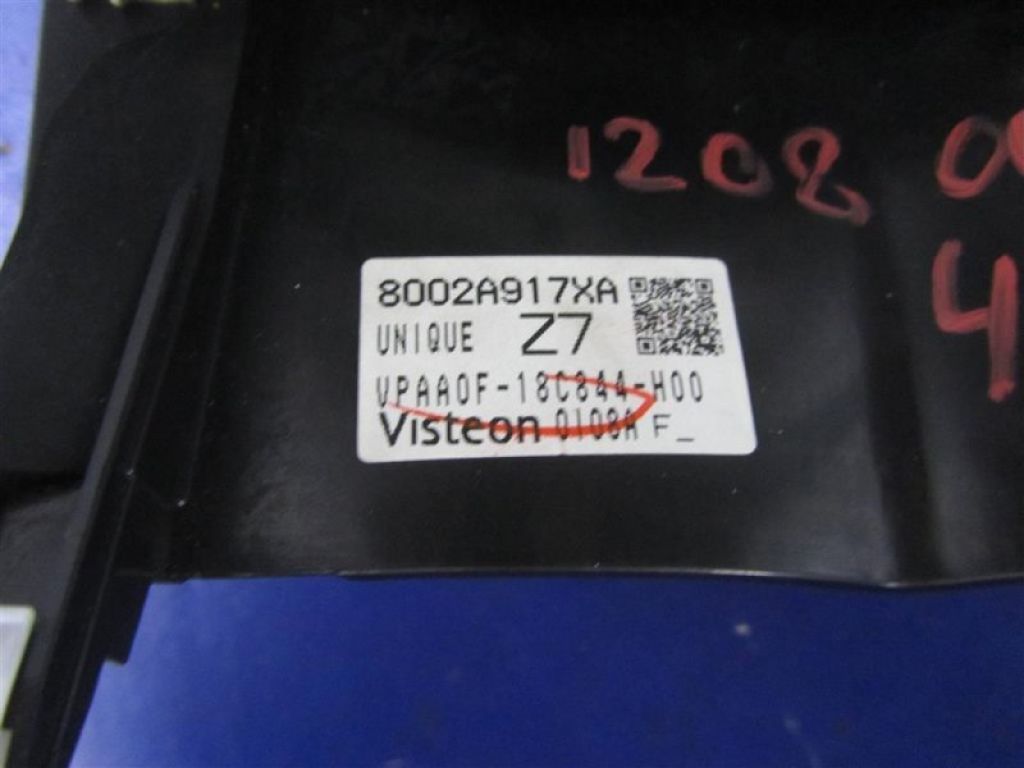 1208
4
8002A917XA
UNIQUE Z7
VPAA0F-18C844-H00
Visteon 0108A F_